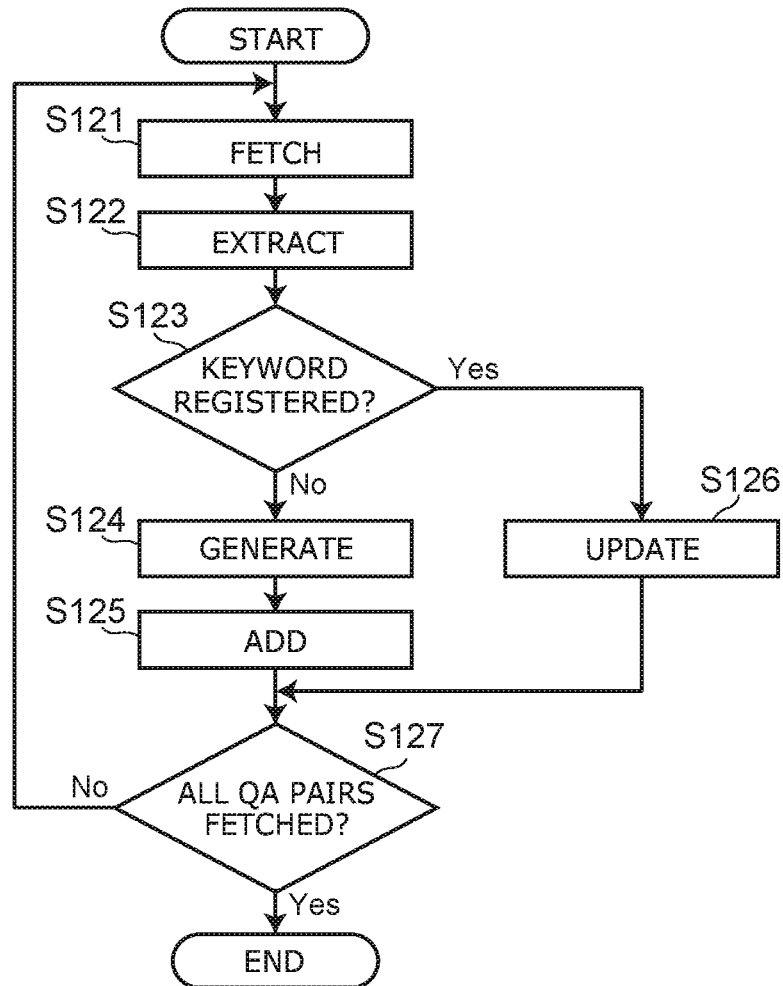 START
S121
FETCH
S122
EXTRACT
S123
KEYWORD
REGISTERED?
Yes
No
S124
GENERATE
S126
UPDATE
S125
ADD
S127
No
ALL QA PAIRS
FETCHED?
Yes
END